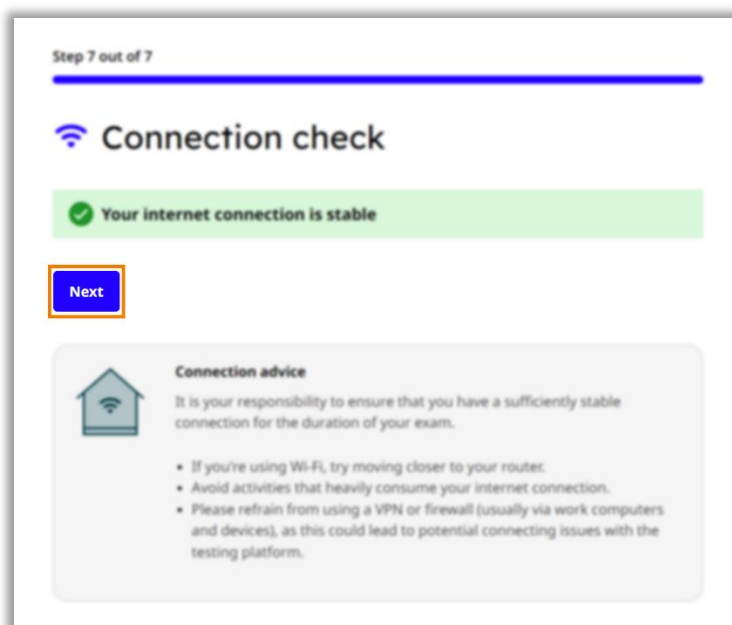 Step 7 out of 7
Connection check
Your internet connection is stable
Next
Connection advice
It is your responsibility to ensure that you have a sufficiently stable
connection for the duration of your exam.
• If you're using Wi-Fi, try moving closer to your router.
• Avoid activities that heavily consume your internet connection.
• Please refrain from using a VPN or firewall (usually via work computers
and devices), as this could lead to potential connecting issues with the
testing platform.